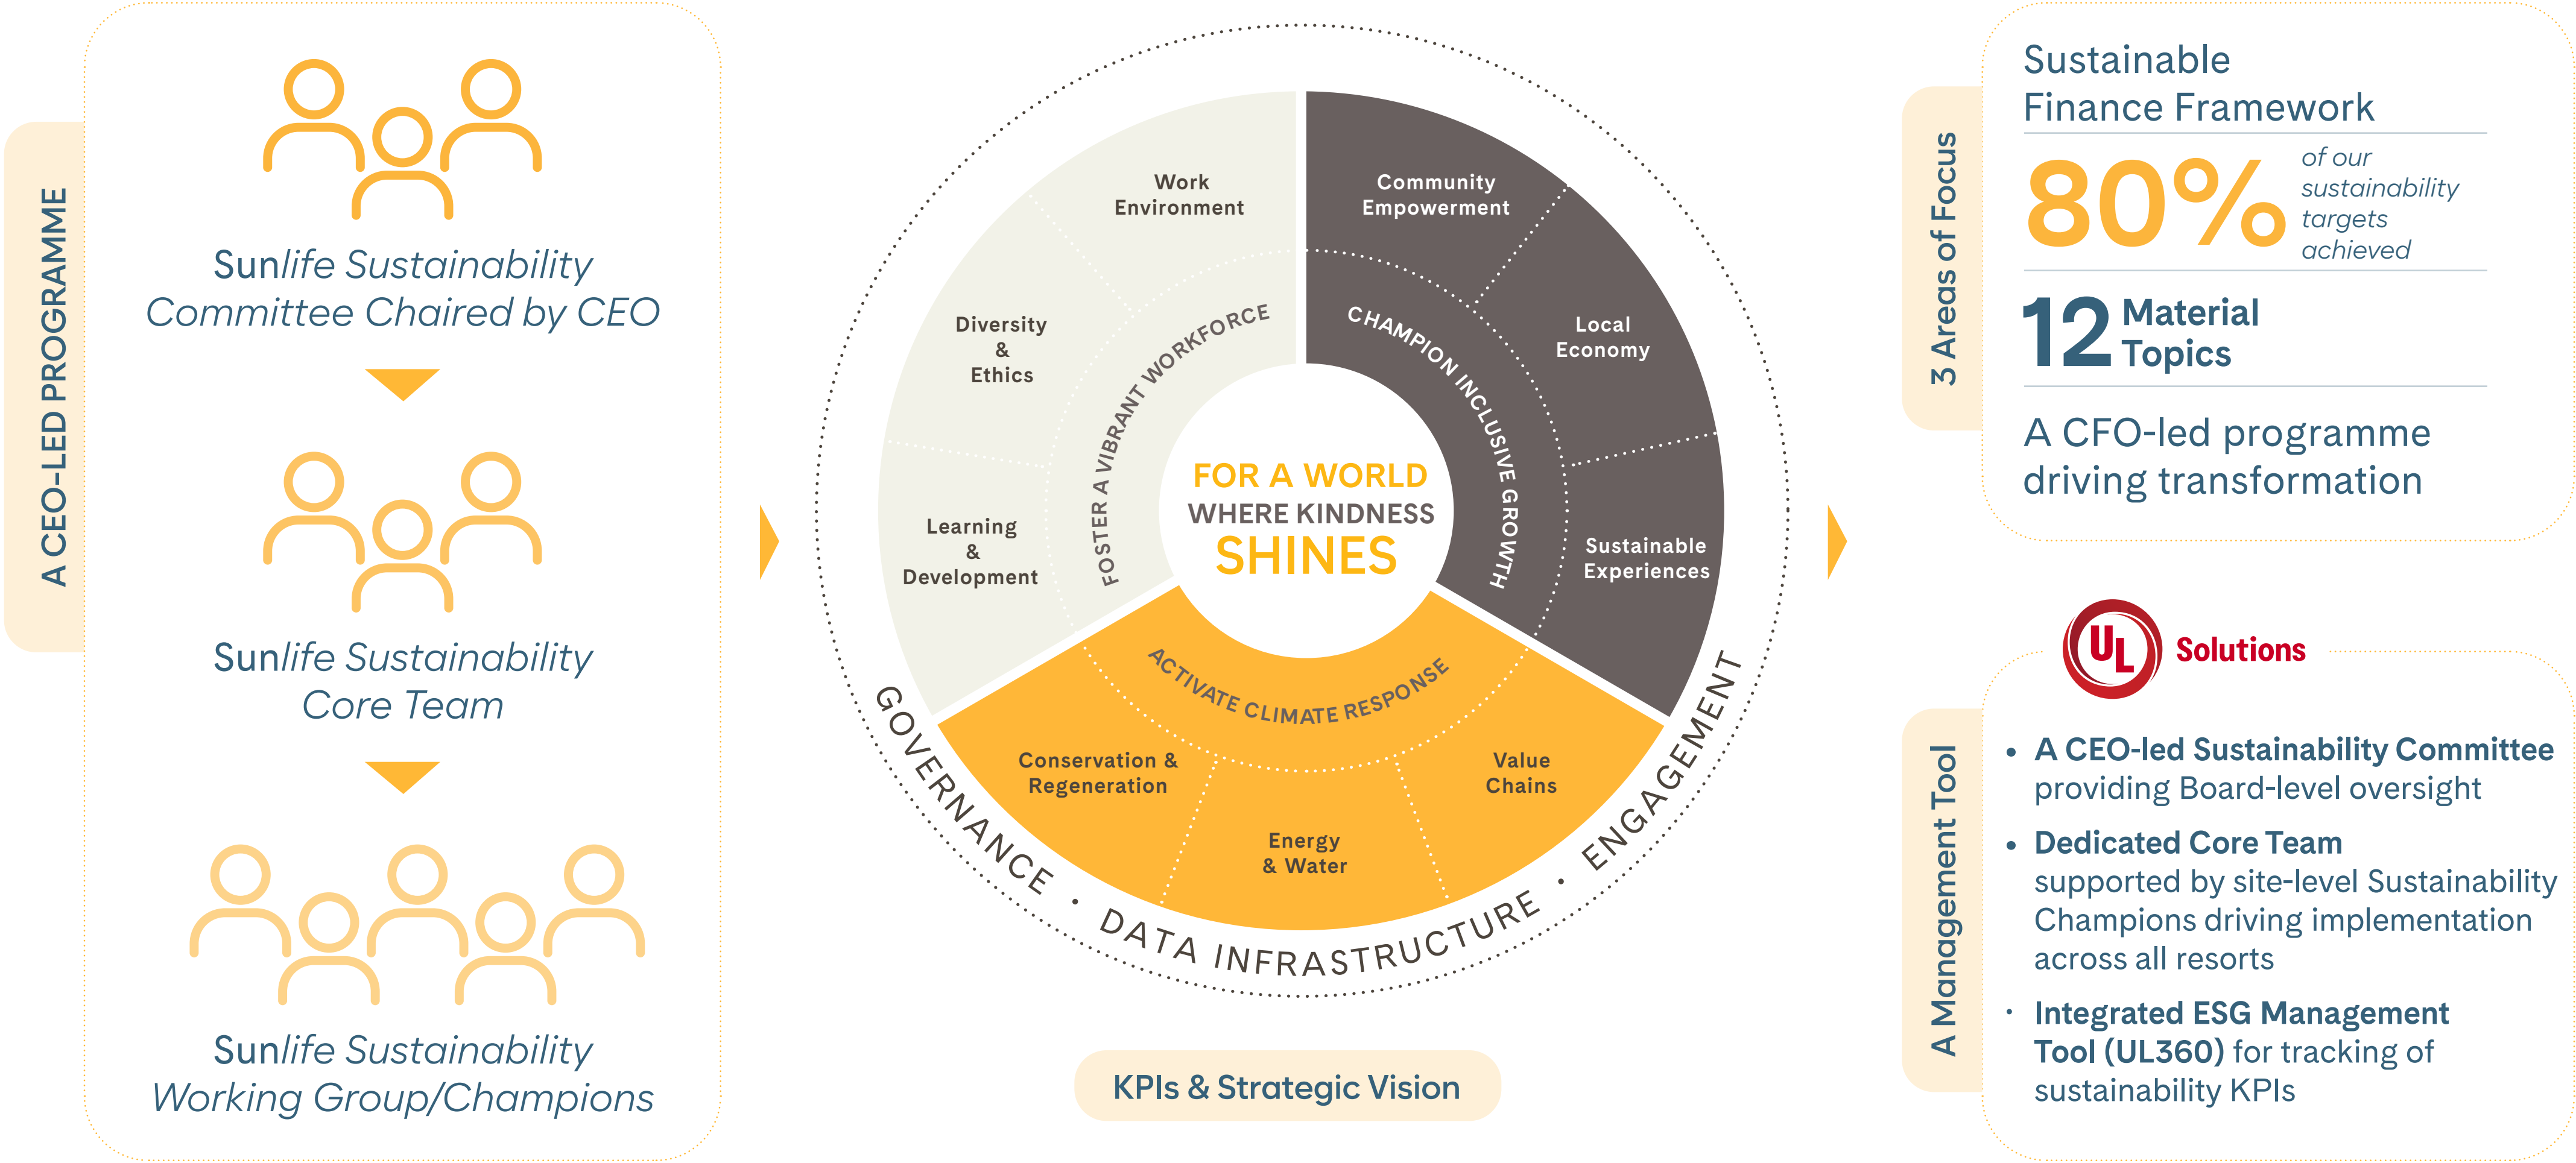 A CEO-LED PROGRAMME
Sunlife Sustainability
Committee Chaired by CEO
Sunlife Sustainability
Core Team
Sunlife Sustainability
Working Group/Champions
Work
Environment
Diversity
&
Ethics
Learning
&
Development
FOSTER A VIBRANT WORKFORCE
Community
Empowerment
Local
Economy
Sustainable
Experiences
CHAMPION INCLUSIVE GROWTH
FOR A WORLD
WHERE KINDNESS
SHINES
ACTIVATE CLIMATE RESPONSE
Conservation &
Regeneration
Energy
& Water
Value
Chains
GOVERNANCE • DATA INFRASTRUCTURE • ENGAGEMENT
KPIs & Strategic Vision
3 Areas of Focus
Sustainable
Finance Framework
80%
of our
sustainability
targets
achieved
12 Material
Topics
A CFO-led programme
driving transformation
UL Solutions
A Management Tool
• A CEO-led Sustainability Committee
providing Board-level oversight
• Dedicated Core Team
supported by site-level Sustainability
Champions driving implementation
across all resorts
• Integrated ESG Management
Tool (UL360) for tracking of
sustainability KPIs